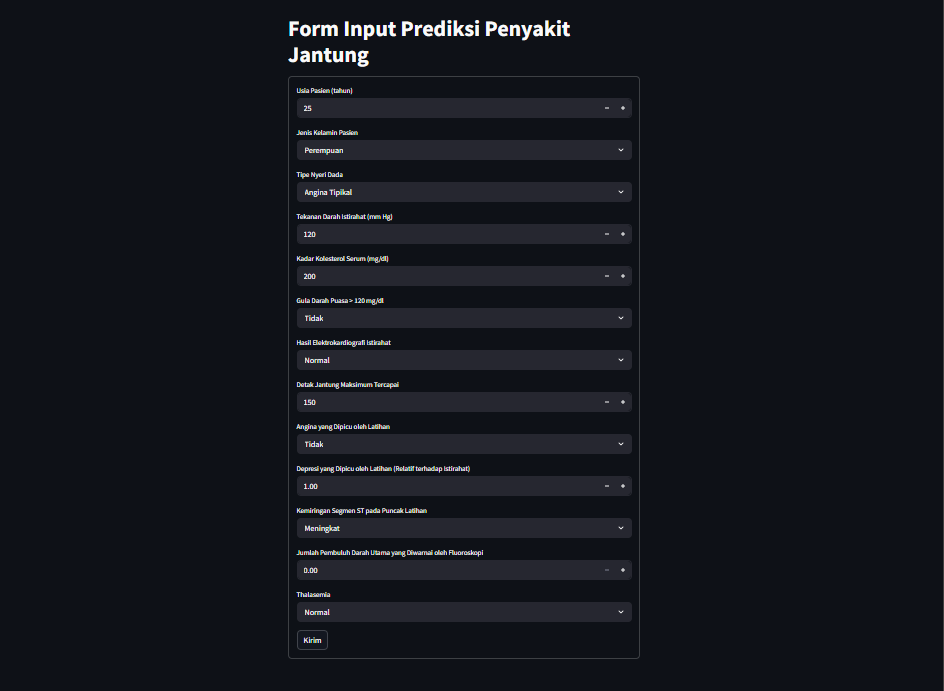 Form Input Prediksi Penyakit
Jantung
Usia Pasien (tahun)
25
Jenis Kelamin Pasien
Perempuan
Tipe Nyeri Dada
Angina Tipikal
Tekanan Darah Istirahat (mm Hg)
120
Kadar Kolesterol Serum (mg/dl)
200
Gula Darah Puasa > 120 mg/dl
Tidak
Hasil Elektrokardiografi Istirahat
Normal
Detak Jantung Maksimum Tercapai
150
Angina yang Dipicu oleh Latihan
Tidak
Depresi yang Dipicu oleh Latihan (Relatif terhadap Istirahat)
1.00
Kemiringan Segmen ST pada Puncak Latihan
Meningkat
Jumlah Pembuluh Darah Utama yang Diwarnai oleh Fluoroskopi
0.00
Thalasemia
Normal
Kirim